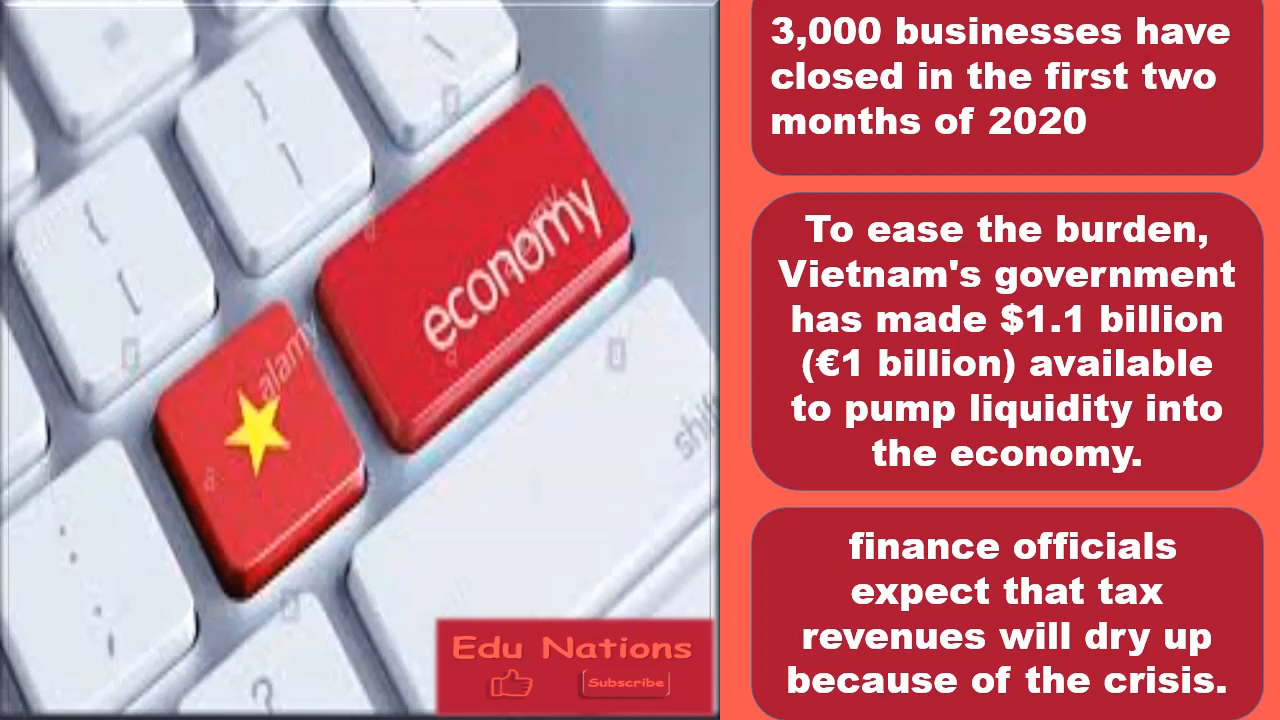 3,000 businesses have
closed in the first two
months of 2020
To ease the burden,
Vietnam's government
has made $1.1 billion
(€1 billion) available
to pump liquidity into
the economy.
finance officials
expect that tax
revenues will dry up
because of the crisis.
economy
alamy
shift
Edu Nations
Subscribe